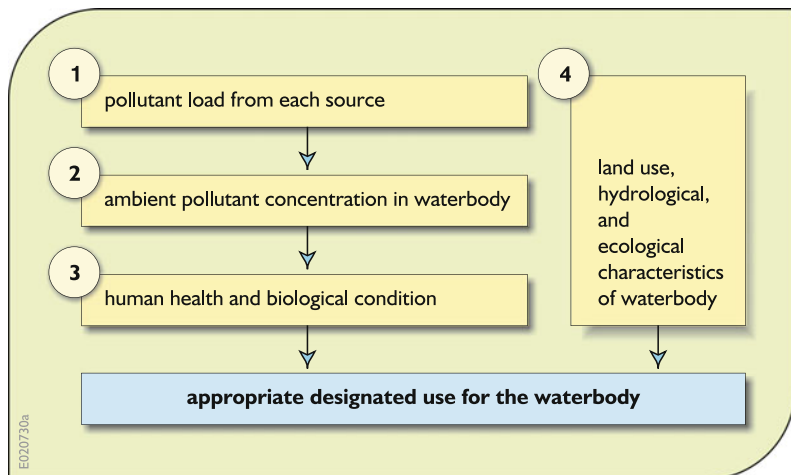 1
pollutant load from each source
2
ambient pollutant concentration in waterbody
3
human health and biological condition
4
land use,
hydrological,
and
ecological
characteristics
of waterbody
appropriate designated use for the waterbody
E020730a